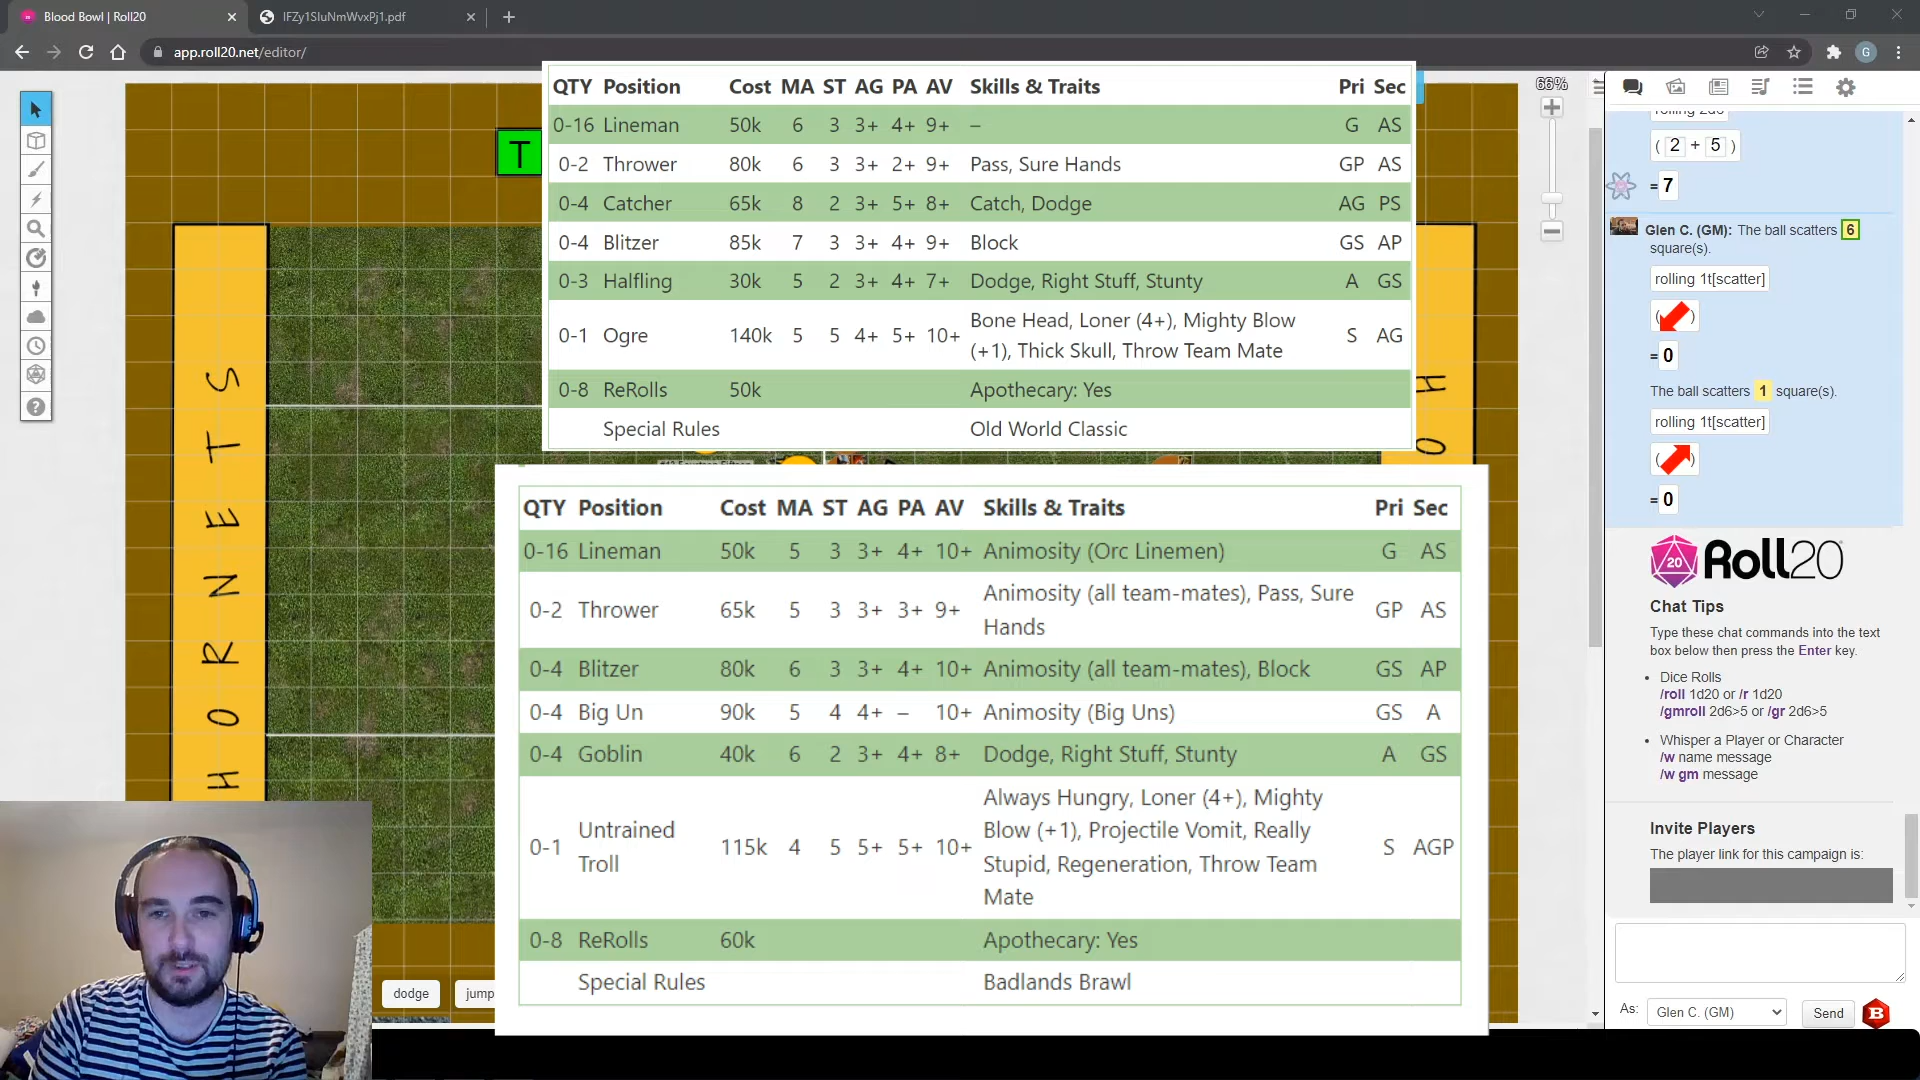 Blood Bowl | Roll20
IFZy1SluNmWvxPj1.pdf
app.roll20.net/editor/
G
T
66%
HORNETS
H
O
QTY Position Cost MA ST AG PA AV Skills & Traits Pri Sec
0-16 Lineman 50k 6 3 3+ 4+ 9+ – G AS
0-2 Thrower 80k 6 3 3+ 2+ 9+ Pass, Sure Hands GP AS
0-4 Catcher 65k 8 2 3+ 5+ 8+ Catch, Dodge AG PS
0-4 Blitzer 85k 7 3 3+ 4+ 9+ Block GS AP
0-3 Halfling 30k 5 2 3+ 4+ 7+ Dodge, Right Stuff, Stunty A GS
0-1 Ogre 140k 5 5 4+ 5+ 10+ Bone Head, Loner (4+), Mighty Blow
(+1), Thick Skull, Throw Team Mate S AG
0-8 ReRolls 50k Apothecary: Yes
Special Rules Old World Classic
QTY Position Cost MA ST AG PA AV Skills & Traits Pri Sec
0-16 Lineman 50k 5 3 3+ 4+ 10+ Animosity (Orc Linemen) G AS
0-2 Thrower 65k 5 3 3+ 3+ 9+ Animosity (all team-mates), Pass, Sure
Hands GP AS
0-4 Blitzer 80k 6 3 3+ 4+ 10+ Animosity (all team-mates), Block GS AP
0-4 Big Un 90k 5 4 4+ – 10+ Animosity (Big Uns) GS A
0-4 Goblin 40k 6 2 3+ 4+ 8+ Dodge, Right Stuff, Stunty A GS
0-1 Untrained
Troll 115k 4 5 5+ 5+ 10+ Always Hungry, Loner (4+), Mighty
Blow (+1), Projectile Vomit, Really
Stupid, Regeneration, Throw Team
Mate S AGP
0-8 ReRolls 60k Apothecary: Yes
Special Rules Badlands Brawl
dodge
jump
rolling 2d6
( 2 + 5 )
= 7
Glen C. (GM): The ball scatters 6
square(s).
rolling 1t[scatter]
( )
= 0
The ball scatters 1 square(s).
rolling 1t[scatter]
( )
= 0
20 Roll20
Chat Tips
Type these chat commands into the text
box below then press the Enter key.
• Dice Rolls
/roll 1d20 or /r 1d20
/gmroll 2d6>5 or /gr 2d6>5
• Whisper a Player or Character
/w name message
/w gm message
Invite Players
The player link for this campaign is:
As: Glen C. (GM) Send B